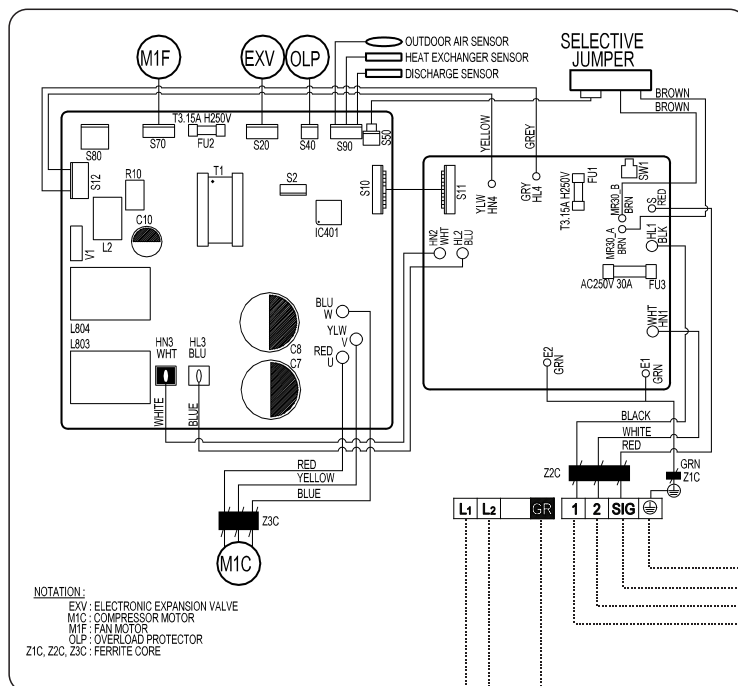 M1F
EXV
OLP
OUTDOOR AIR SENSOR
HEAT EXCHANGER SENSOR
DISCHARGE SENSOR
SELECTIVE
JUMPER
BROWN
BROWN
YELLOW
GREY
T3.15A H250V
FU2
S80
S70
S20
S40
S90
S50
S12
R10
T1
S2
S10
S11
C10
L2
IC401
V1
L804
L803
C8
C7
BLU
W
YLW
V
RED
U
HN3
WHT
HL3
BLU
WHITE
BLUE
YLW
HN4
GRY
HL4
T3.15A H250V
FU1
SW1
MR30_B
BRN
MR30_A
BRN
S
RED
HL1
BLK
HN2
WHT
HL2
BLU
AC250V 30A
FU3
WHT
HN1
E2
GRN
E1
GRN
BLACK
WHITE
RED
Z2C
GRN
Z1C
RED
YELLOW
BLUE
Z3C
M1C
L1 L2 GR 1 2 SIG
NOTATION :
EXV : ELECTRONIC EXPANSION VALVE
M1C : COMPRESSOR MOTOR
M1F : FAN MOTOR
OLP : OVERLOAD PROTECTOR
Z1C, Z2C, Z3C : FERRITE CORE